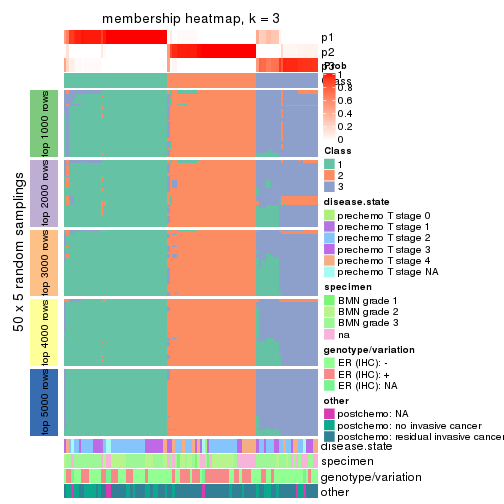 membership heatmap, k = 3
p1
p2
p3
Prob
Class
1
0.8
0.6
0.4
0.2
0
Class
1
2
3
disease.state
prechemo T stage 0
prechemo T stage 1
prechemo T stage 2
prechemo T stage 3
prechemo T stage 4
prechemo T stage NA
specimen
BMN grade 1
BMN grade 2
BMN grade 3
na
genotype/variation
ER (IHC): -
ER (IHC): +
ER (IHC): NA
other
postchemo: NA
postchemo: no invasive cancer
postchemo: residual invasive cancer
50 x 5 random samplings
top 1000 rows
top 2000 rows
top 3000 rows
top 4000 rows
top 5000 rows
disease.state
specimen
genotype/variation
other